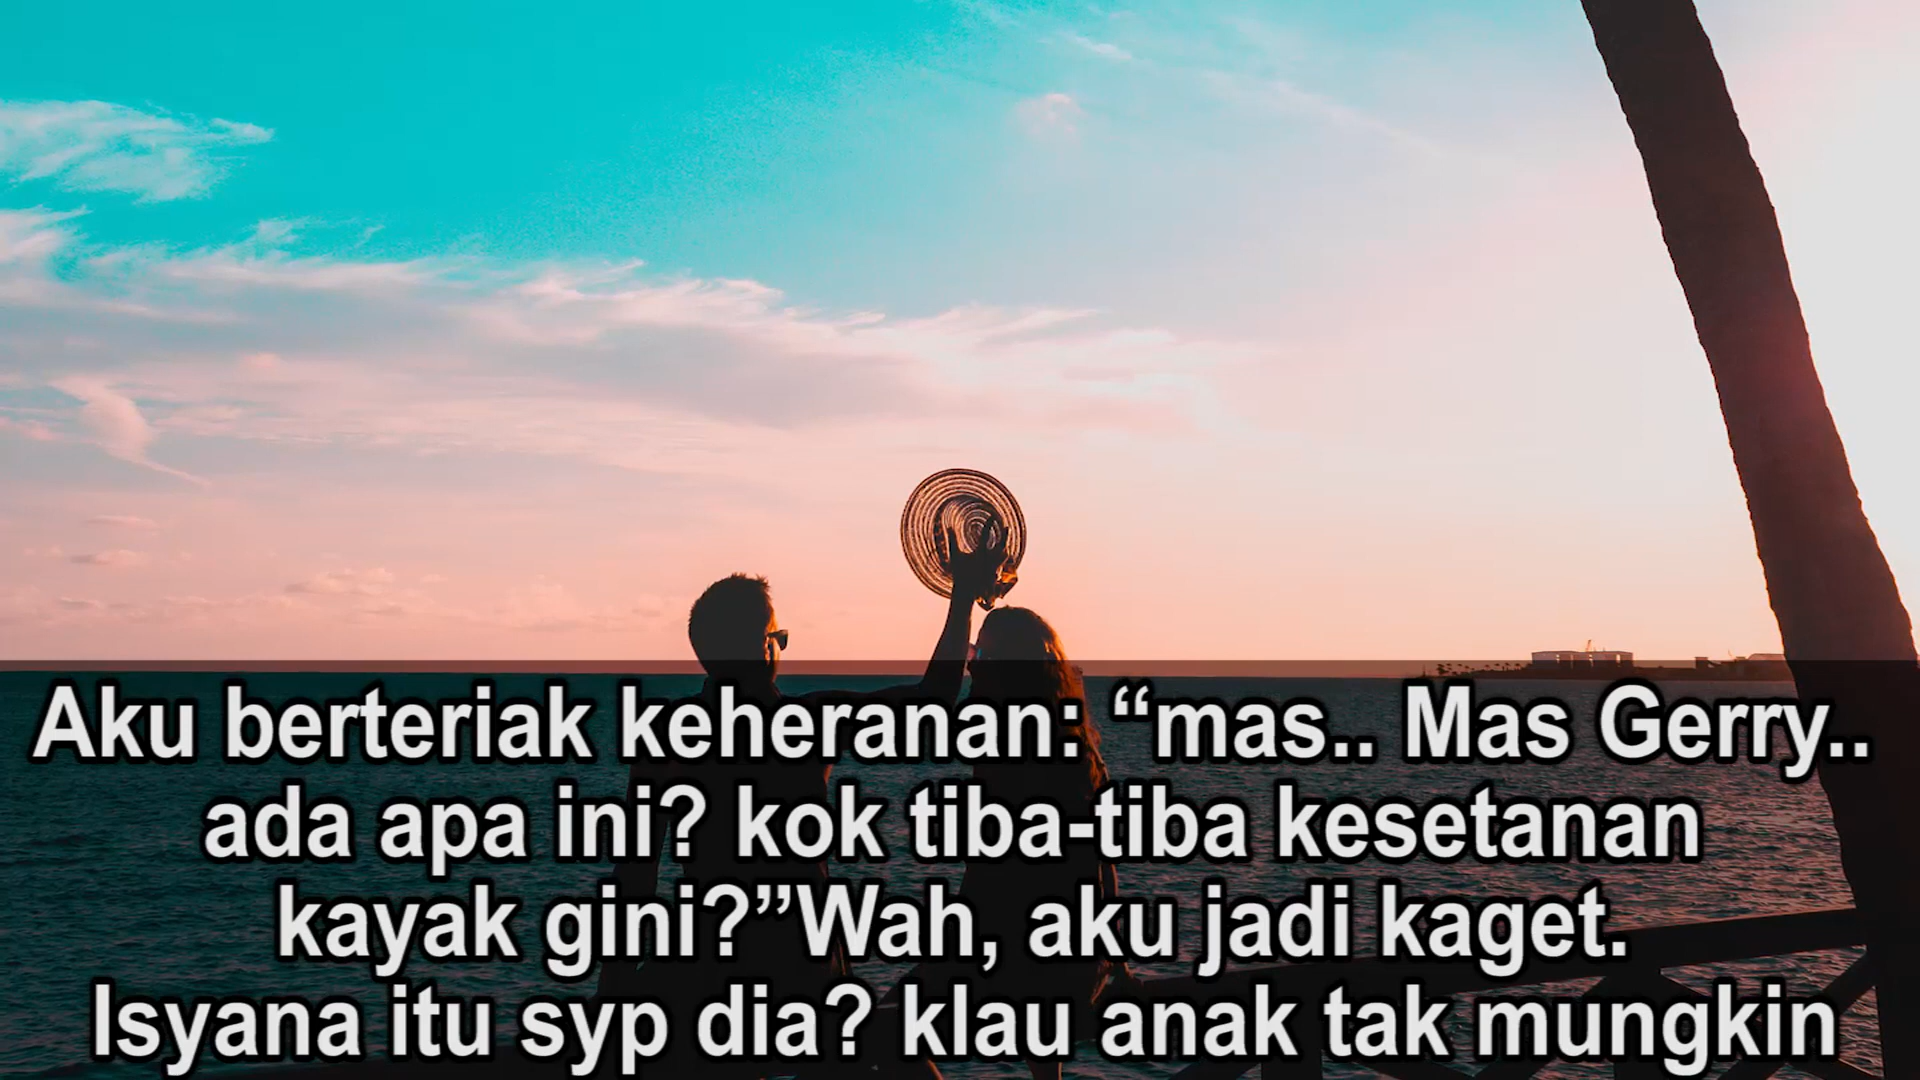 Aku berteriak keheranan: “mas.. Mas Gerry..
ada apa ini? kok tiba-tiba kesetanan
kayak gini?”Wah, aku jadi kaget.
Isyana itu syp dia? klau anak tak mungkin